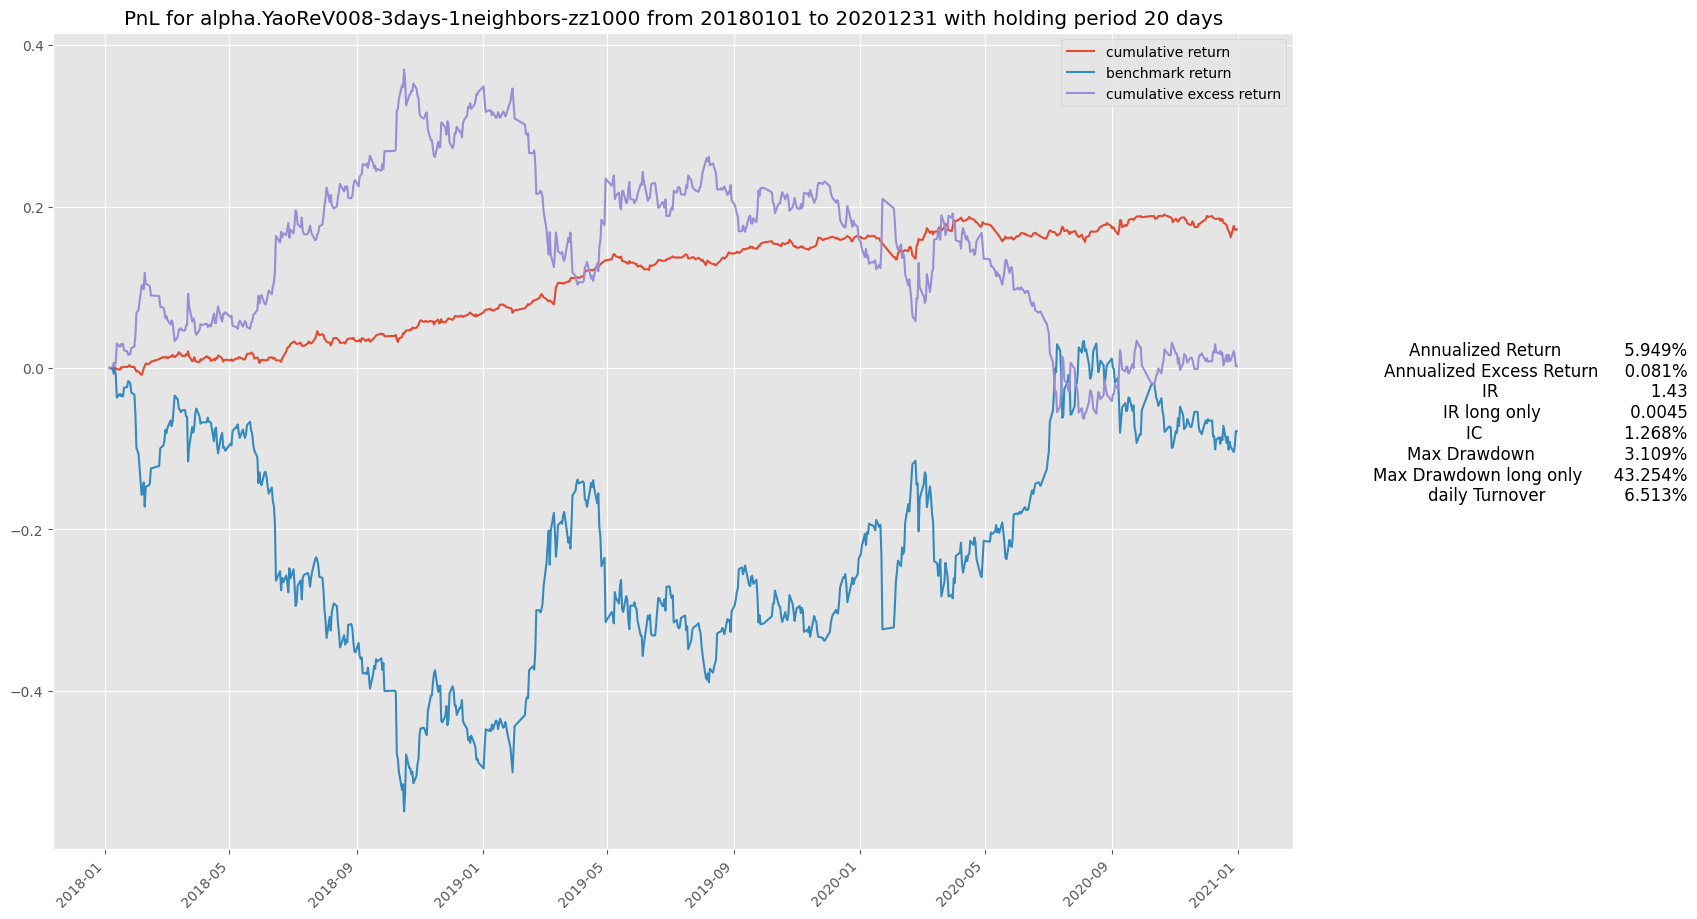 PnL for alpha.YaoReV008-3days-1neighbors-zz1000 from 20180101 to 20201231 with holding period 20 days
cumulative return
benchmark return
cumulative excess return
0.4
0.2
0.0
−0.2
−0.4
2018-01
2018-05
2018-09
2019-01
2019-05
2019-09
2020-01
2020-05
2020-09
2021-01
Annualized Return 5.949%
Annualized Excess Return 0.081%
IR 1.43
IR long only 0.0045
IC 1.268%
Max Drawdown 3.109%
Max Drawdown long only 43.254%
daily Turnover 6.513%